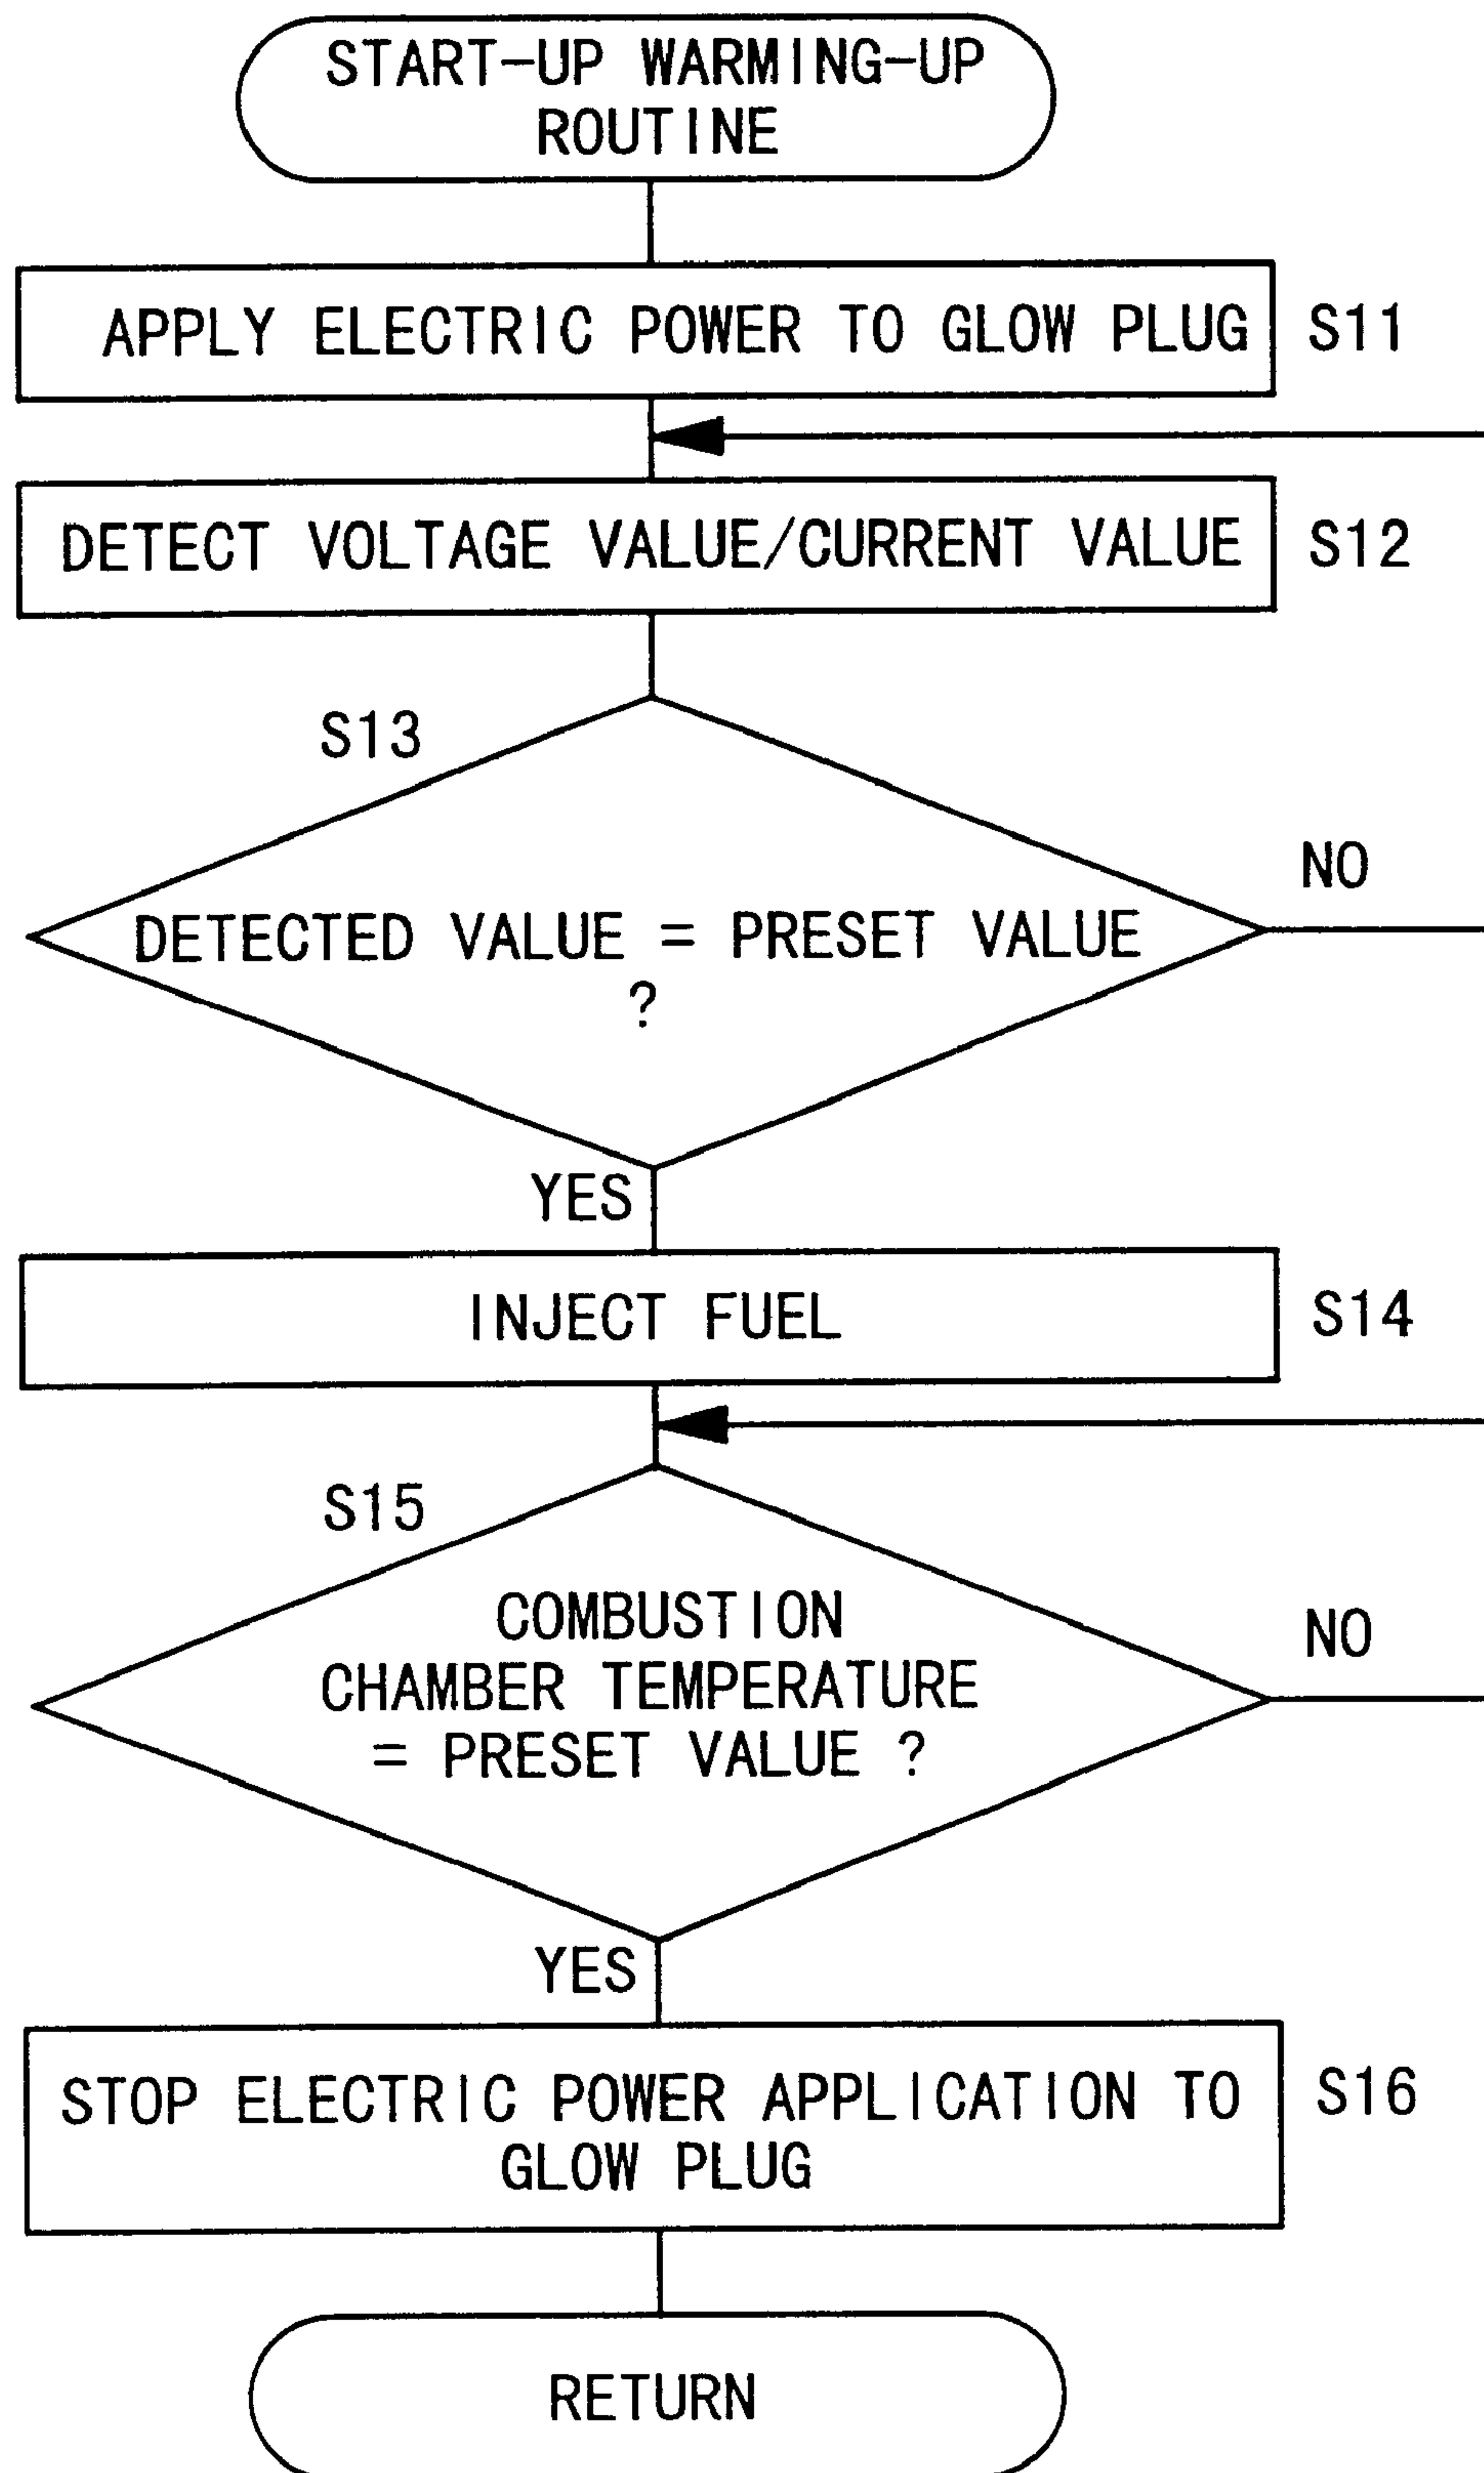 START-UP WARMING-UP
ROUTINE
APPLY ELECTRIC POWER TO GLOW PLUG
S11
DETECT VOLTAGE VALUE/CURRENT VALUE
S12
S13
NO
DETECTED VALUE = PRESET VALUE
?
YES
INJECT FUEL
S14
S15
COMBUSTION
NO
CHAMBER TEMPERATURE
= PRESET VALUE ?
YES
STOP ELECTRIC POWER APPLICATION TO
S16
GLOW PLUG
RETURN